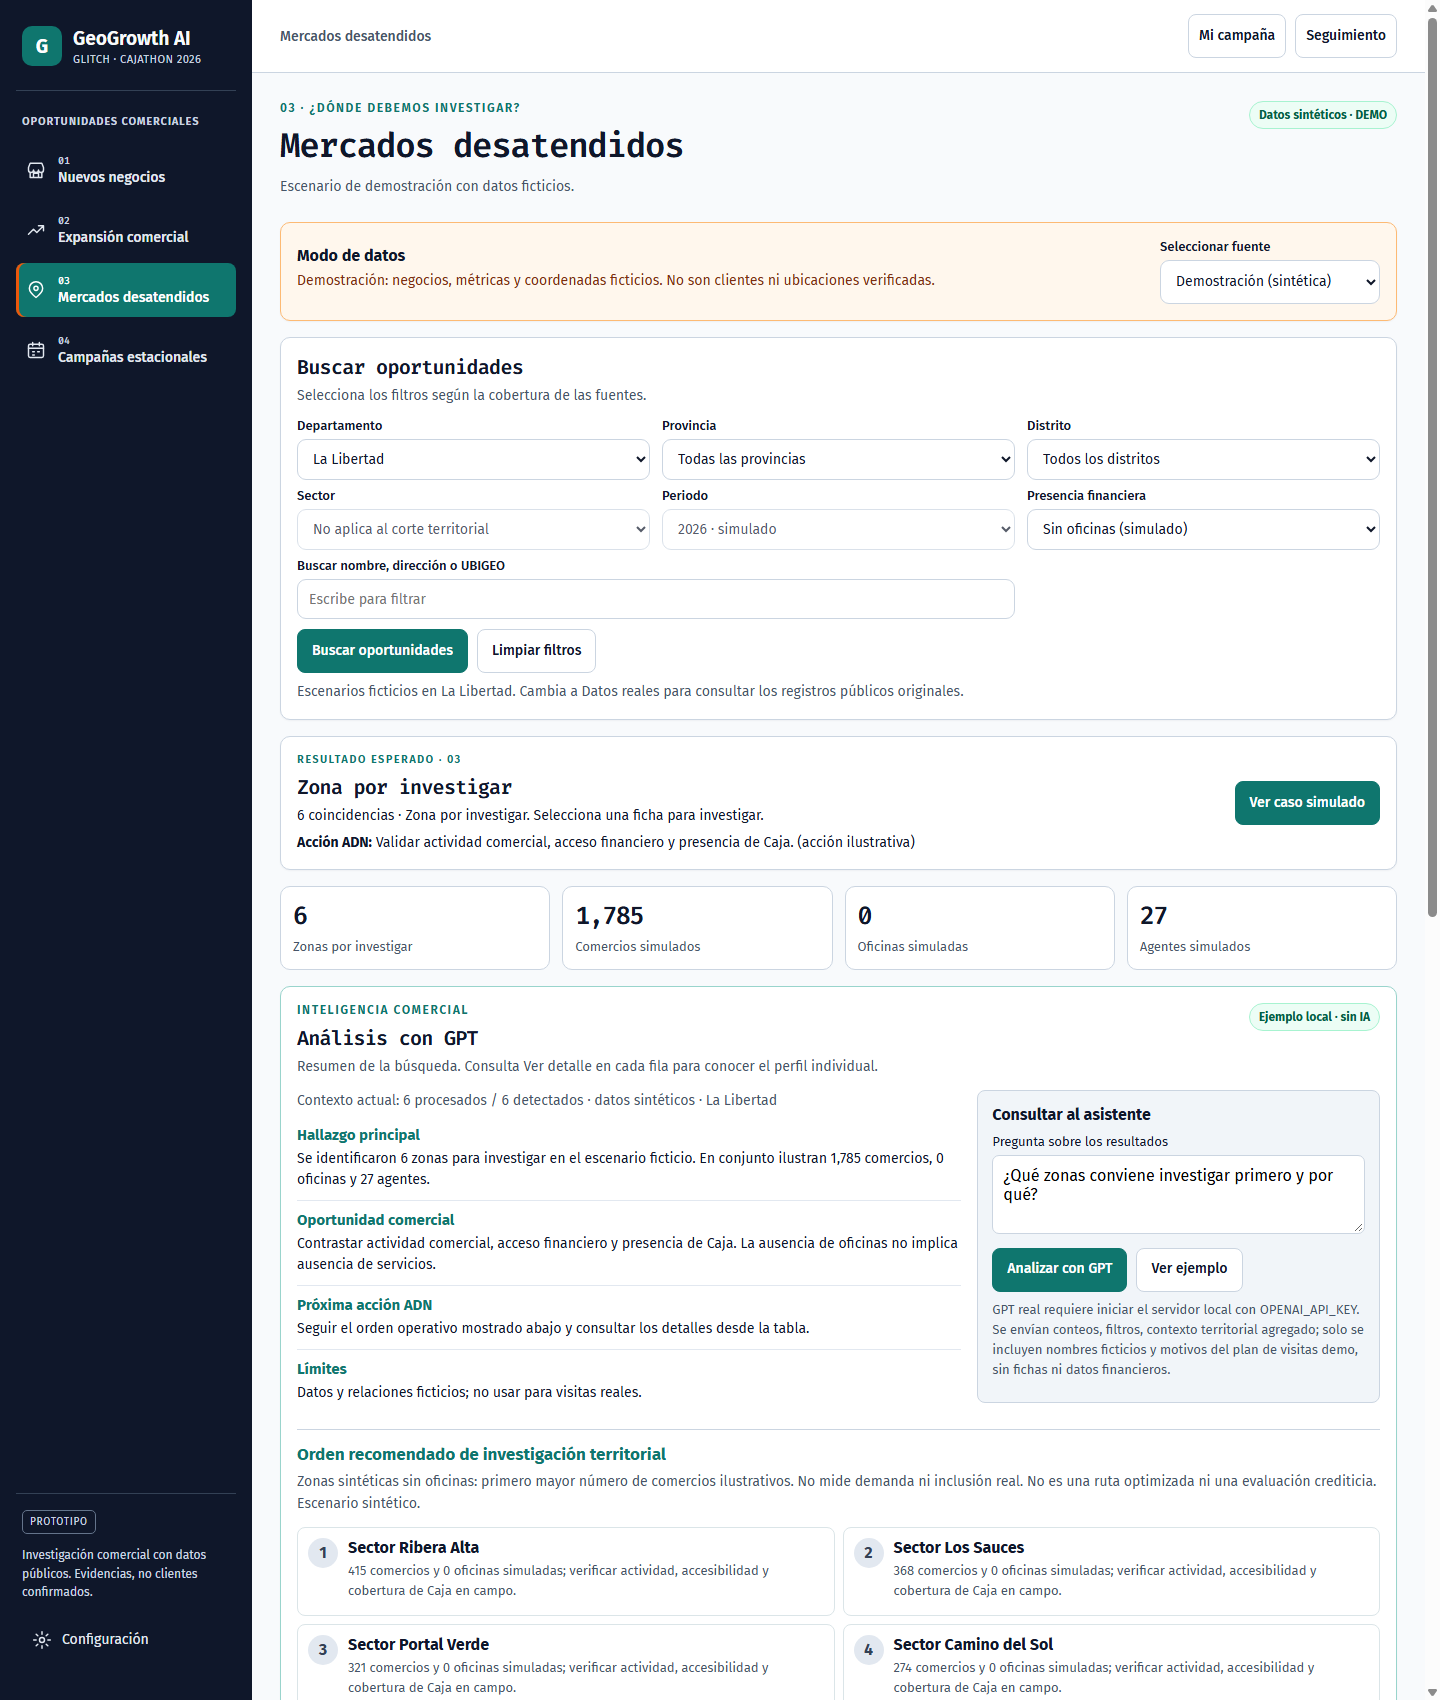 G
GeoGrowth AI
GLITCH · CAJATHON 2026
OPORTUNIDADES COMERCIALES
01
Nuevos negocios
02
Expansión comercial
03
Mercados desatendidos
04
Campañas estacionales
PROTOTIPO
Investigación comercial con datos
públicos. Evidencias, no clientes
confirmados.
Configuración
Mercados desatendidos
Mi campaña
Seguimiento
03 · ¿DÓNDE DEBEMOS INVESTIGAR?
Datos sintéticos · DEMO
Mercados desatendidos
Escenario de demostración con datos ficticios.
Modo de datos
Demostración: negocios, métricas y coordenadas ficticios. No son clientes ni ubicaciones verificadas.
Seleccionar fuente
Demostración (sintética)
Buscar oportunidades
Selecciona los filtros según la cobertura de las fuentes.
Departamento
Provincia
Distrito
La Libertad
Todas las provincias
Todos los distritos
Sector
Periodo
Presencia financiera
No aplica al corte territorial
2026 · simulado
Sin oficinas (simulado)
Buscar nombre, dirección o UBIGEO
Escribe para filtrar
Buscar oportunidades
Limpiar filtros
Escenarios ficticios en La Libertad. Cambia a Datos reales para consultar los registros públicos originales.
RESULTADO ESPERADO · 03
Zona por investigar
6 coincidencias · Zona por investigar. Selecciona una ficha para investigar.
Acción ADN: Validar actividad comercial, acceso financiero y presencia de Caja. (acción ilustrativa)
Ver caso simulado
6
Zonas por investigar
1,785
Comercios simulados
0
Oficinas simuladas
27
Agentes simulados
INTELIGENCIA COMERCIAL
Ejemplo local · sin IA
Análisis con GPT
Resumen de la búsqueda. Consulta Ver detalle en cada fila para conocer el perfil individual.
Contexto actual: 6 procesados / 6 detectados · datos sintéticos · La Libertad
Hallazgo principal
Se identificaron 6 zonas para investigar en el escenario ficticio. En conjunto ilustran 1,785 comercios, 0
oficinas y 27 agentes.
Oportunidad comercial
Contrastar actividad comercial, acceso financiero y presencia de Caja. La ausencia de oficinas no implica
ausencia de servicios.
Próxima acción ADN
Seguir el orden operativo mostrado abajo y consultar los detalles desde la tabla.
Límites
Datos y relaciones ficticios; no usar para visitas reales.
Consultar al asistente
Pregunta sobre los resultados
¿Qué zonas conviene investigar primero y por
qué?
Analizar con GPT
Ver ejemplo
GPT real requiere iniciar el servidor local con OPENAI_API_KEY.
Se envían conteos, filtros, contexto territorial agregado; solo se
incluyen nombres ficticios y motivos del plan de visitas demo,
sin fichas ni datos financieros.
Orden recomendado de investigación territorial
Zonas sintéticas sin oficinas: primero mayor número de comercios ilustrativos. No mide demanda ni inclusión real. No es una ruta optimizada ni una evaluación crediticia.
Escenario sintético.
1
Sector Ribera Alta
415 comercios y 0 oficinas simuladas; verificar actividad, accesibilidad y
cobertura de Caja en campo.
2
Sector Los Sauces
368 comercios y 0 oficinas simuladas; verificar actividad, accesibilidad y
cobertura de Caja en campo.
3
Sector Portal Verde
321 comercios y 0 oficinas simuladas; verificar actividad, accesibilidad y
cobertura de Caja en campo.
4
Sector Camino del Sol
274 comercios y 0 oficinas simuladas; verificar actividad, accesibilidad y
cobertura de Caja en campo.